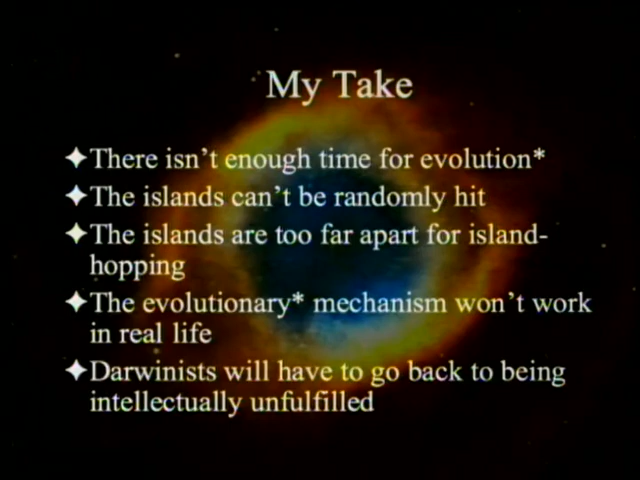 My Take
✦There isn't enough time for evolution*
✦The islands can't be randomly hit
✦The islands are too far apart for island-
hopping
✦The evolutionary* mechanism won't work
in real life
✦Darwinists will have to go back to being
intellectually unfulfilled